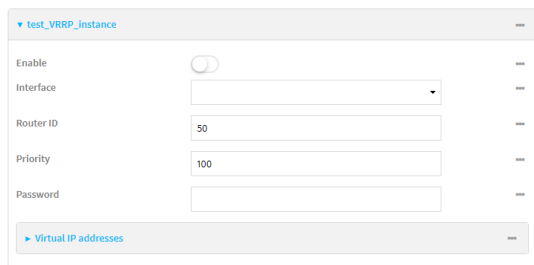 test_VRRP_instance
Enable
Interface
Router ID 50
Priority 100
Password
Virtual IP addresses